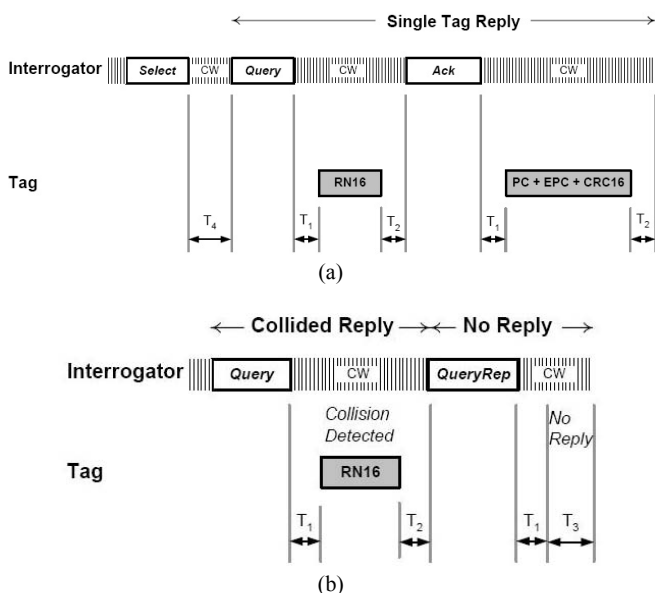 Single Tag Reply
Interrogator Select CW Query CW Ack CW
Tag RN16 PC + EPC + CRC16
T4 T1 T2 T1 T2
(a)
Collided Reply No Reply
Interrogator Query CW QueryRep CW
Collision Detected No Reply
Tag RN16
T1 T2 T1 T3
(b)